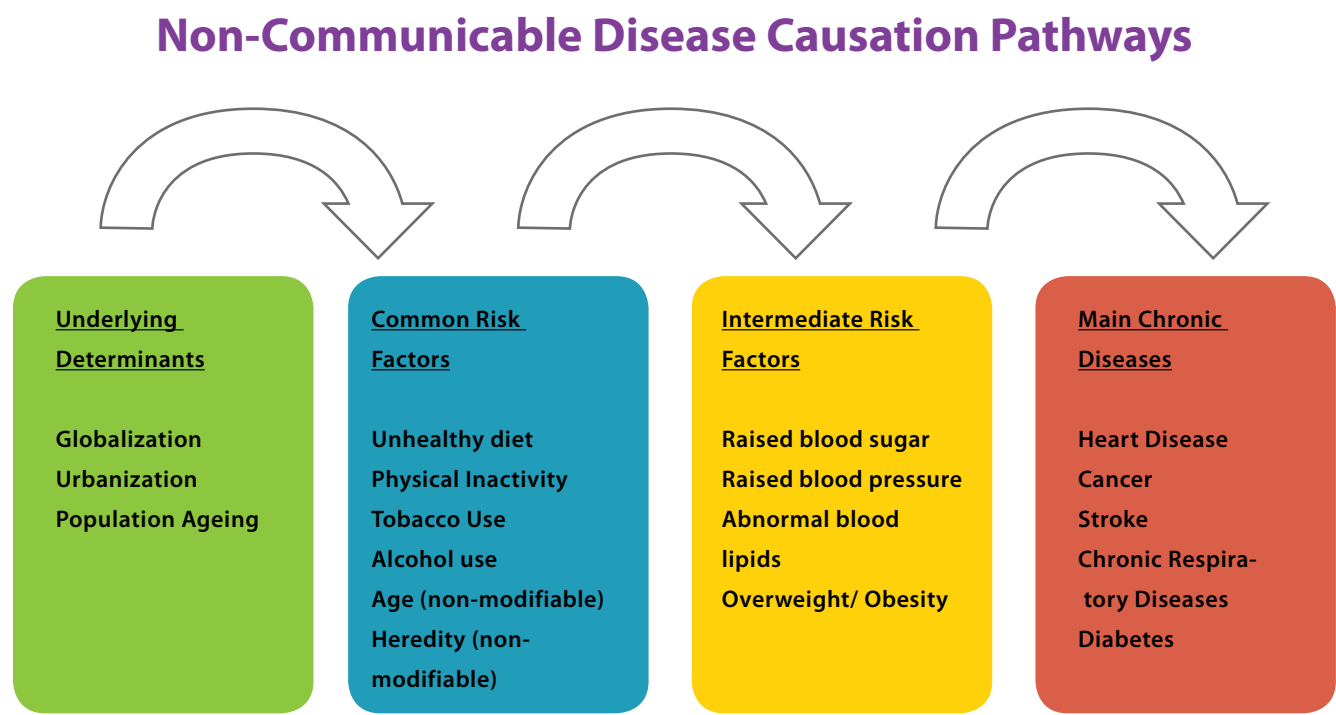 Non-Communicable Disease Causation Pathways
Underlying
Determinants
Globalization
Urbanization
Population Ageing
Common Risk
Factors
Unhealthy diet
Physical Inactivity
Tobacco Use
Alcohol use
Age (non-modifiable)
Heredity (non-
modifiable)
Intermediate Risk
Factors
Raised blood sugar
Raised blood pressure
Abnormal blood
lipids
Overweight/ Obesity
Main Chronic
Diseases
Heart Disease
Cancer
Stroke
Chronic Respira-
tory Diseases
Diabetes